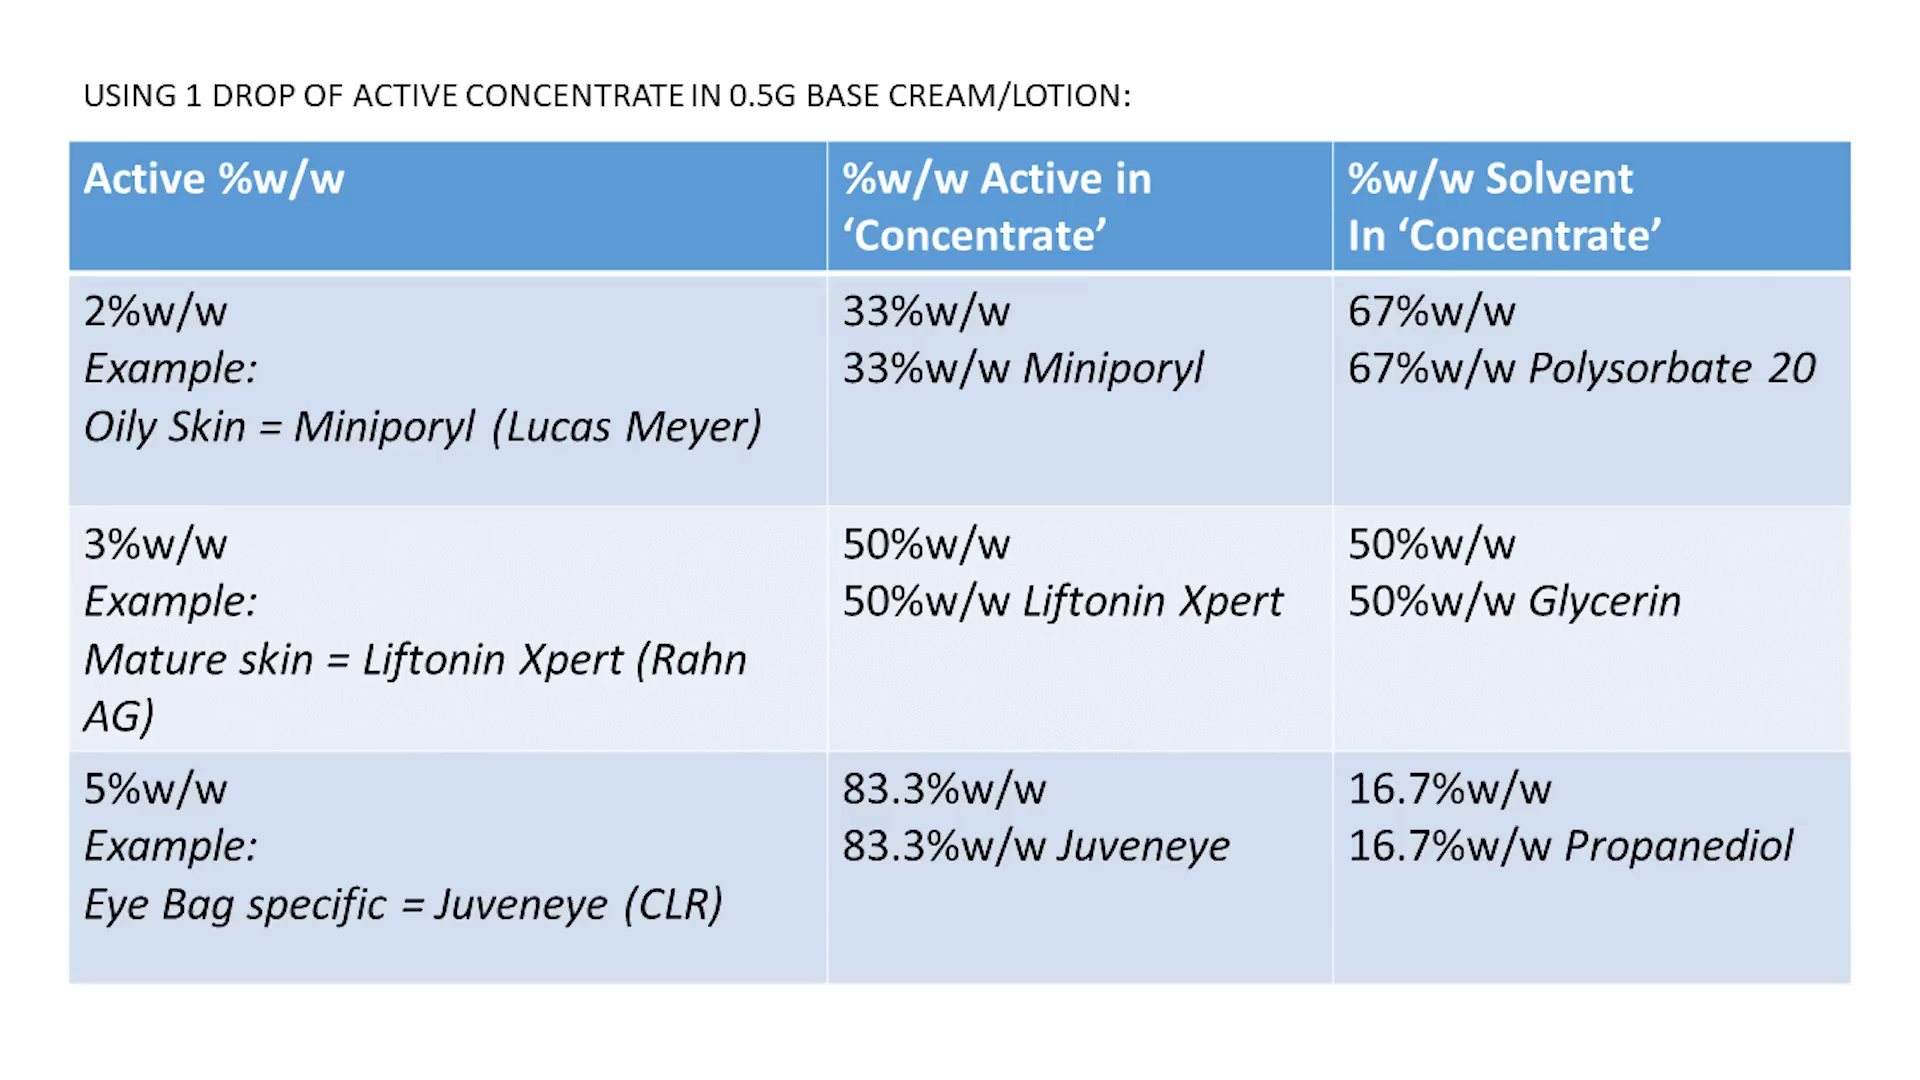 USING 1 DROP OF ACTIVE CONCENTRATE IN 0.5G BASE CREAM/LOTION:
Active %w/w
%w/w Active in
‘Concentrate’
%w/w Solvent
In ‘Concentrate’
2%w/w
Example:
Oily Skin = Miniporyl (Lucas Meyer)
33%w/w
33%w/w Miniporyl
67%w/w
67%w/w Polysorbate 20
3%w/w
Example:
Mature skin = Liftonin Xpert (Rahn
AG)
50%w/w
50%w/w Liftonin Xpert
50%w/w
50%w/w Glycerin
5%w/w
Example:
Eye Bag specific = Juveneye (CLR)
83.3%w/w
83.3%w/w Juveneye
16.7%w/w
16.7%w/w Propanediol